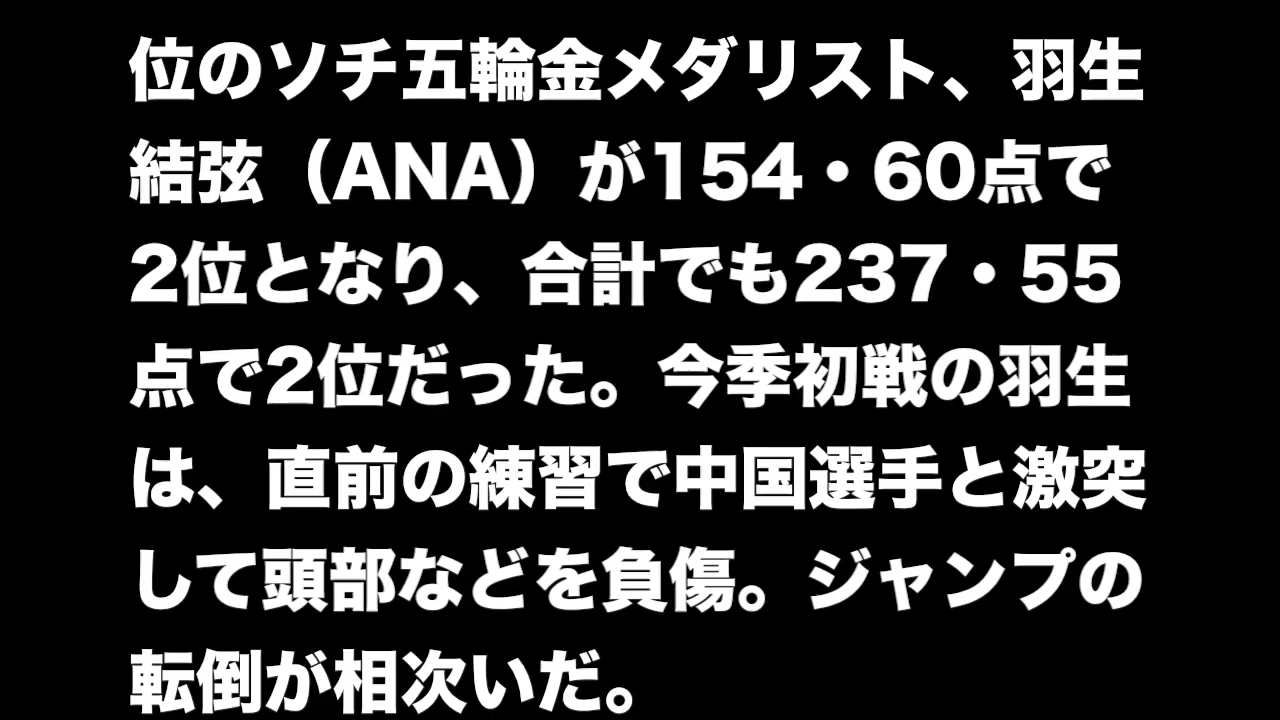 位のソチ五輪金メダリスト、羽生
結弦（ANA）が154・60点で
2位となり、合計でも237・55
点で2位だった。今季初戦の羽生
は、直前の練習で中国選手と激突
して頭部などを負傷。ジャンプの
転倒が相次いだ。